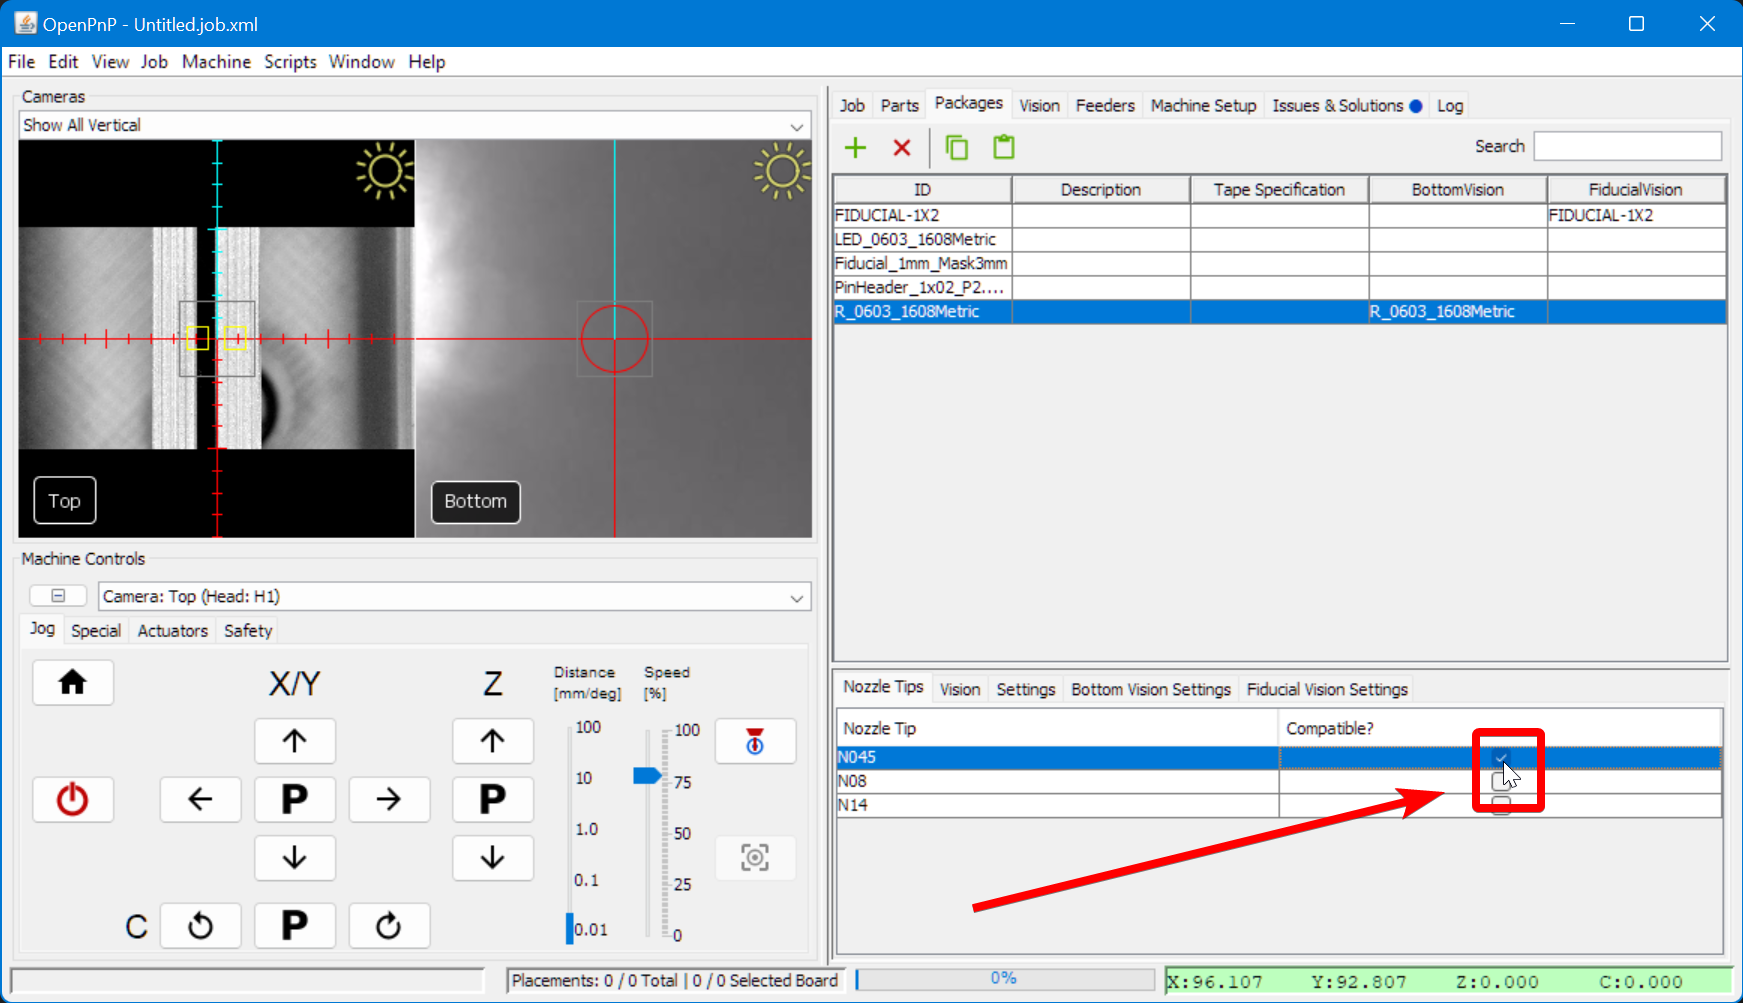 OpenPnP - Untitled.job.xml
File Edit View Job Machine Scripts Window Help
Cameras
Show All Vertical
Top
Bottom
Machine Controls
Camera: Top (Head: H1)
Jog Special Actuators Safety
X/Y
Z
Distance
[mm/deg]
Speed
[%]
100
10
1.0
0.1
0.01
100
75
50
25
0
P
P
C
P
Job Parts Packages Vision Feeders Machine Setup Issues & Solutions Log
Search
ID Description Tape Specification BottomVision FiducialVision
FIDUCIAL-1X2 FIDUCIAL-1X2
LED_0603_1608Metric
Fiducial_1mm_Mask3mm
PinHeader_1x02_P2....
R_0603_1608Metric R_0603_1608Metric
Nozzle Tips Vision Settings Bottom Vision Settings Fiducial Vision Settings
Nozzle Tip Compatible?
N045
N08
N14
Placements: 0 / 0 Total | 0 / 0 Selected Board
0%
X:96.107 Y:92.807 Z:0.000 C:0.000